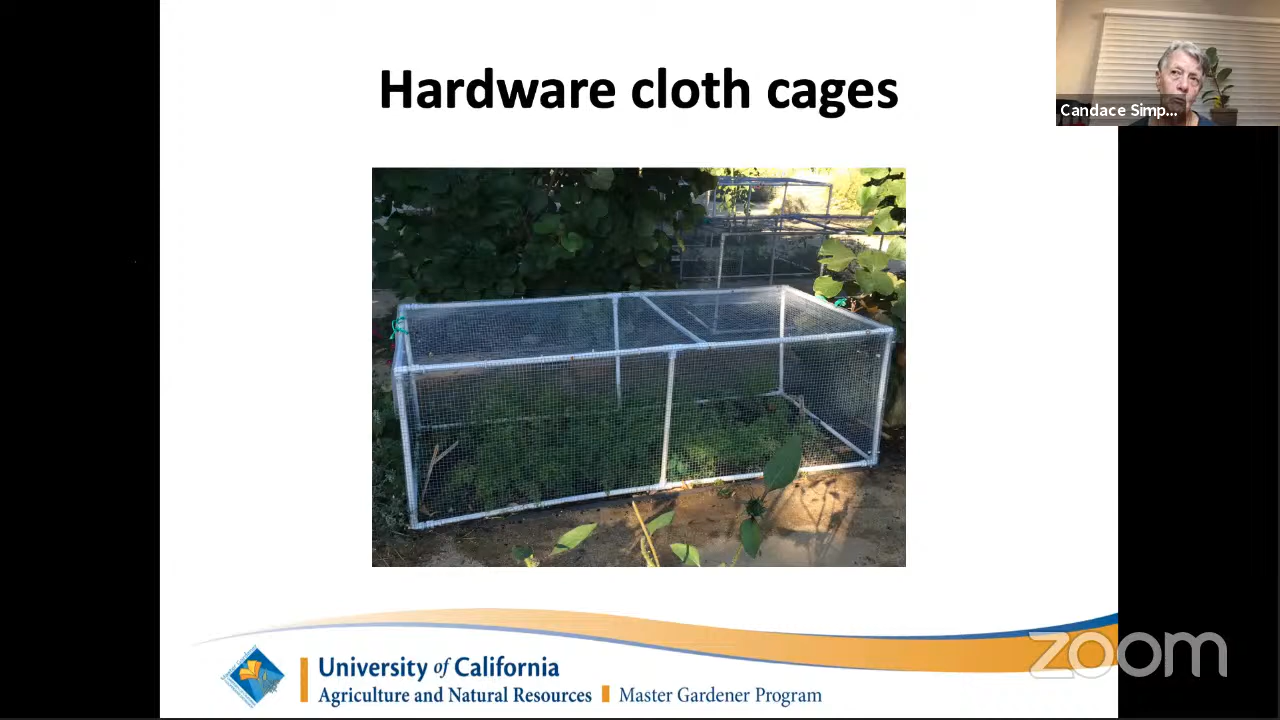 Hardware cloth cages
Candace Simp...
University of California
Agriculture and Natural Resources
Master Gardener Program
zoom